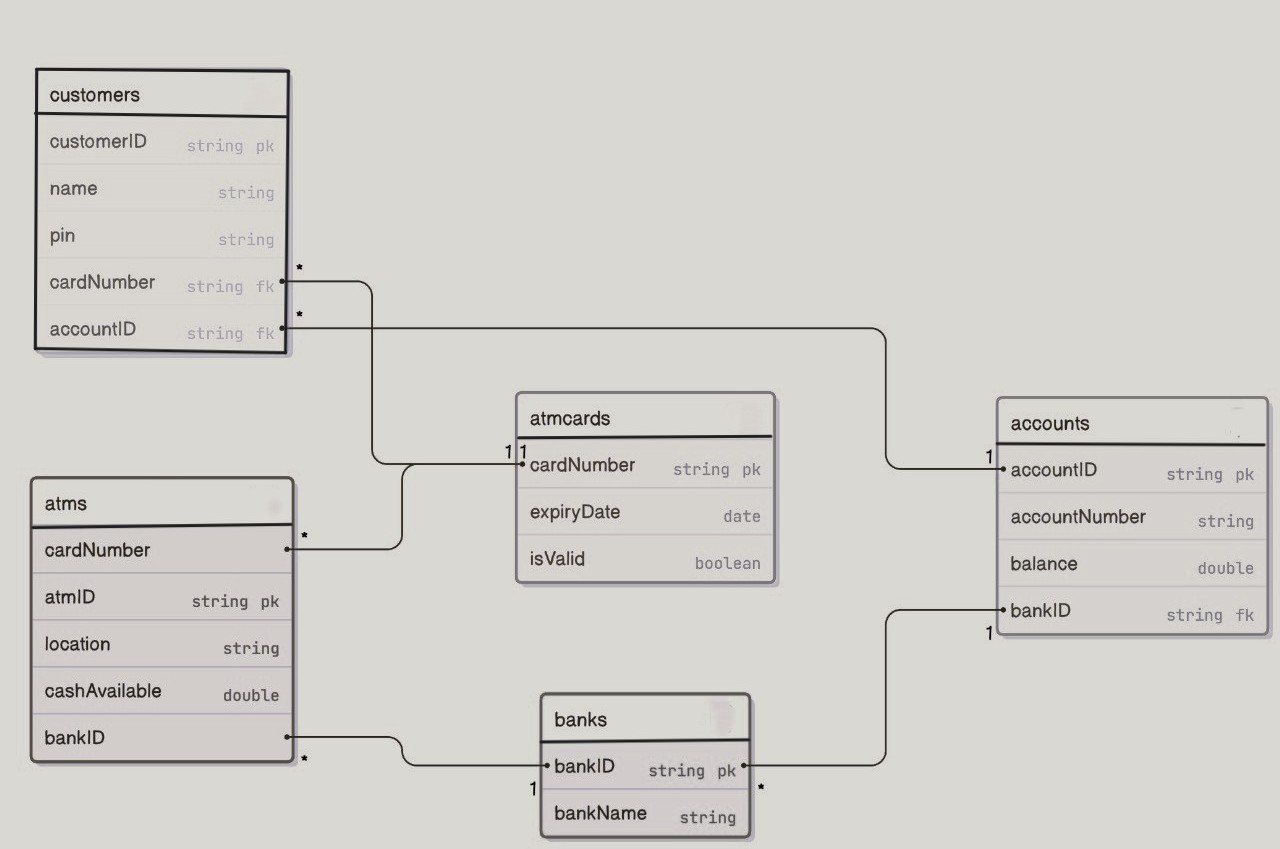 customers
customerID string pk
name string
pin string
*
cardNumber string fk
*
accountID string fk
atmcards
1 1
cardNumber string pk
expiryDate date
isValid boolean
accounts
1
accountID string pk
accountNumber string
balance double
bankID string fk
1
atms
*
cardNumber
atmID string pk
location string
cashAvailable double
bankID
*
banks
bankID string pk
1 *
bankName string